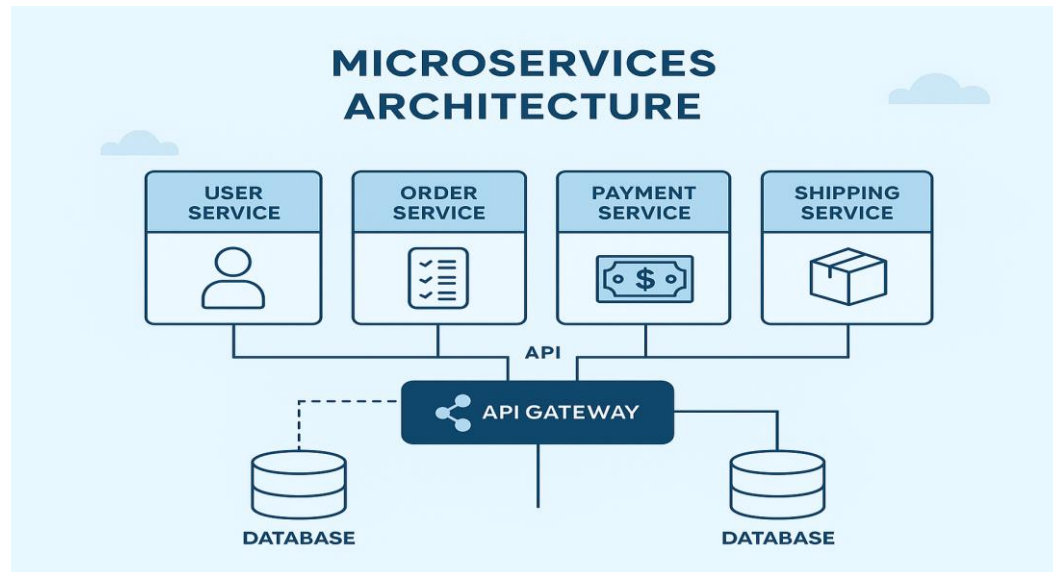 MICROSERVICES
ARCHITECTURE
USER
SERVICE
ORDER
SERVICE
PAYMENT
SERVICE
$
SHIPPING
SERVICE
API
API GATEWAY
DATABASE
DATABASE